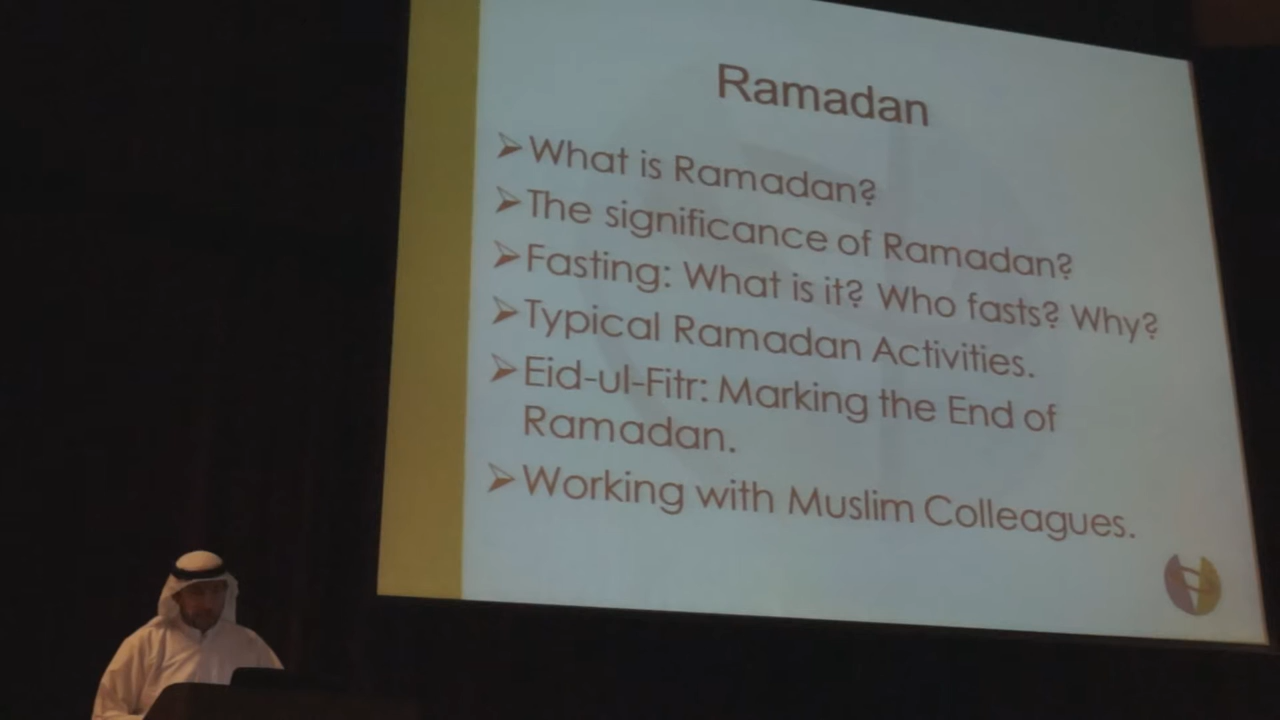 Ramadan
➢What is Ramadan?
➢The significance of Ramadan?
➢Fasting: What is it? Who fasts? Why?
➢Typical Ramadan Activities.
➢Eid-ul-Fitr: Marking the End of
Ramadan.
➢Working with Muslim Colleagues.